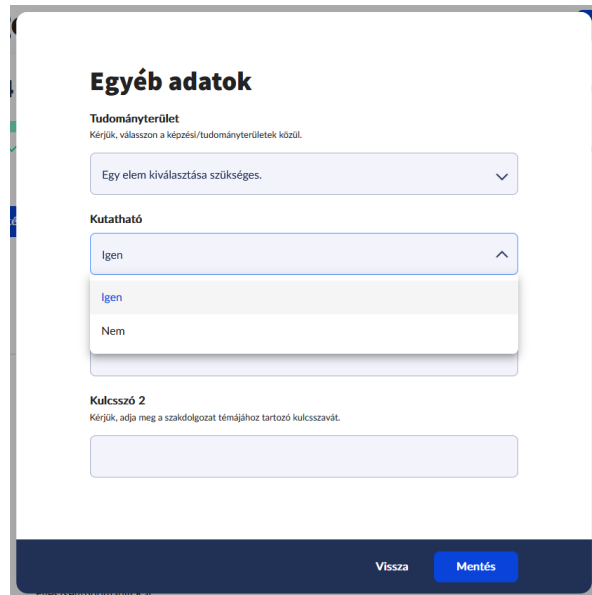 Egyéb adatok
Tudományterület
Kérjük, válasszon a képzési/tudományterületek közül.
Egy elem kiválasztása szükséges.
Kutatható
Igen
Igen
Nem
Kulcsszó 2
Kérjük, adja meg a szakdolgozat témájához tartozó kulcsszavát.
Vissza
Mentés